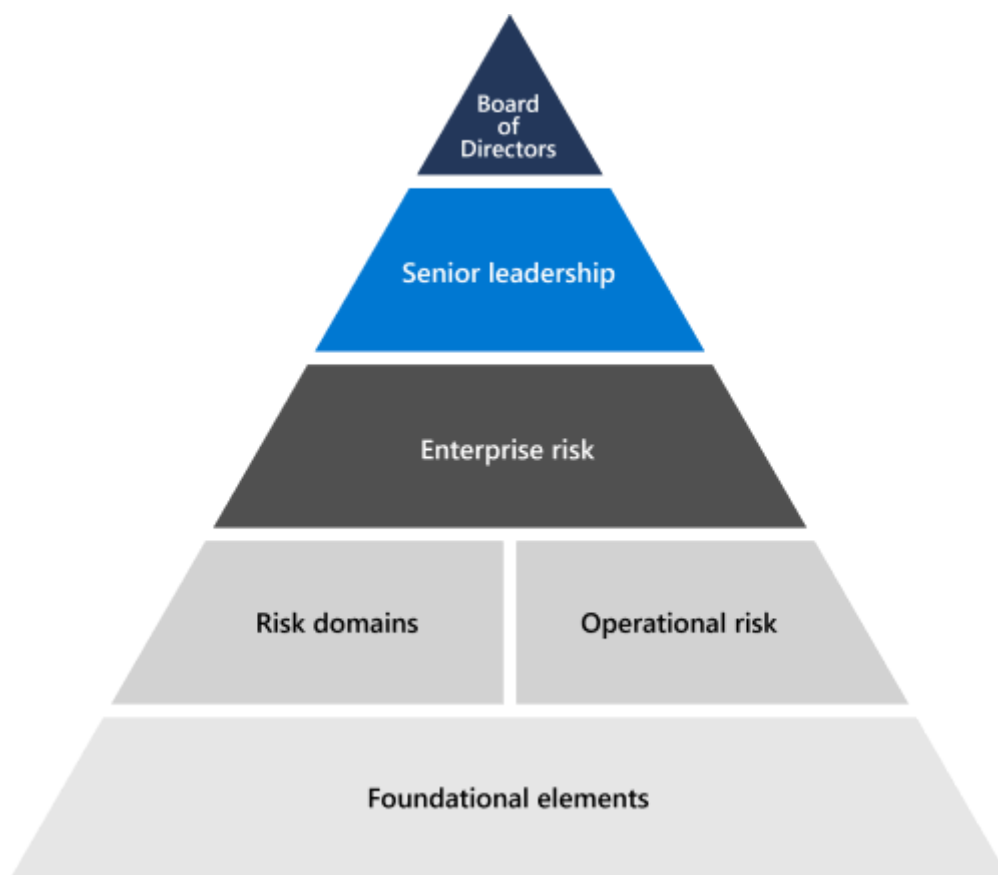 Board
of
Directors
Senior leadership
Enterprise risk
Risk domains
Operational risk
Foundational elements